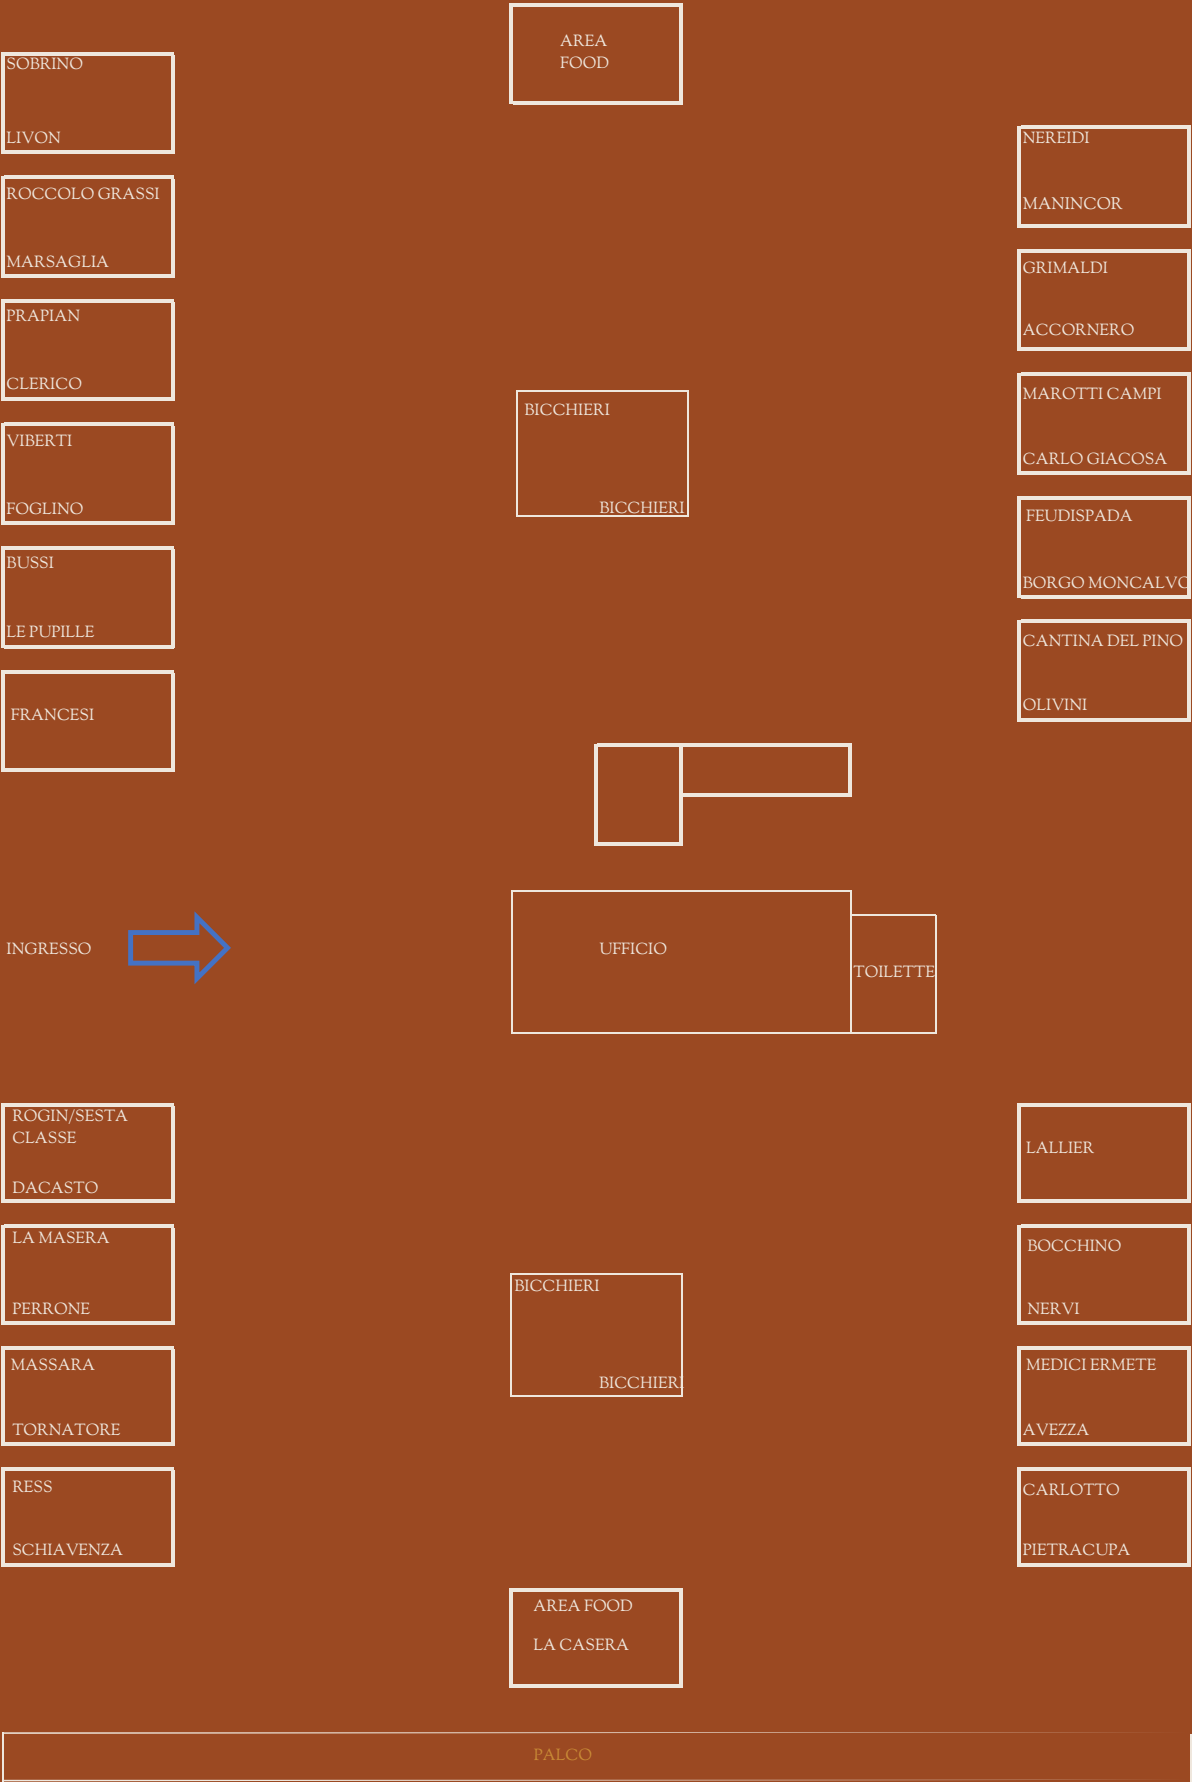 AREA
FOOD
SOBRINO
LIVON
ROCCOLO GRASSI
MARSAGLIA
PRAPIAN
CLERICO
VIBERTI
FOGLINO
BUSSI
LE PUPILLE
FRANCESI
BICCHIERI
BICCHIERI
NEREIDI
MANINCOR
GRIMALDI
ACCORNERO
MAROTTI CAMPI
CARLO GIACOSA
FEUDISPADA
BORGO MONCALVO
CANTINA DEL PINO
OLIVINI
INGRESSO
UFFICIO
TOILETTE
ROGIN/SESTA
CLASSE
DACASTO
LA MASERA
PERRONE
MASSARA
TORNATORE
RESS
SCHIAVENZA
BICCHIERI
BICCHIERI
LALLIER
BOCCHINO
NERVI
MEDICI ERMETE
AVEZZA
CARLOTTO
PIETRACUPA
AREA FOOD
LA CASERA
PALCO